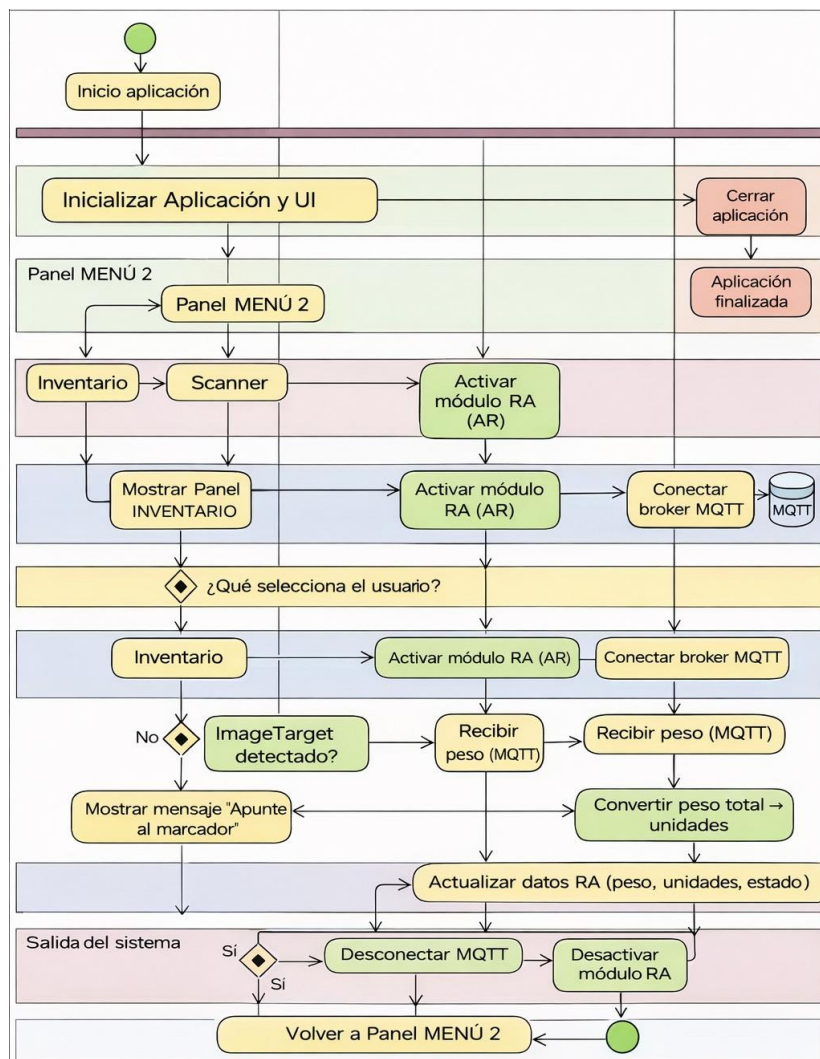 Inicio aplicación
Inicializar Aplicación y UI
Cerrar
aplicación
Panel MENÚ 2
Aplicación
finalizada
Panel MENÚ 2
Inventario
Scanner
Activar
módulo RA
(AR)
Mostrar Panel
INVENTARIO
Activar módulo
RA (AR)
Conectar
broker MQTT
MQTT
¿Qué selecciona el usuario?
Inventario
Activar módulo RA (AR)
Conectar broker MQTT
No
ImageTarget
detectado?
Recibir
peso (MQTT)
Recibir peso (MQTT)
Mostrar mensaje "Apunte
al marcador"
Convertir peso total →
unidades
Actualizar datos RA (peso, unidades, estado)
Salida del sistema
Sí
Sí
Desconectar MQTT
Desactivar
módulo RA
Volver a Panel MENÚ 2